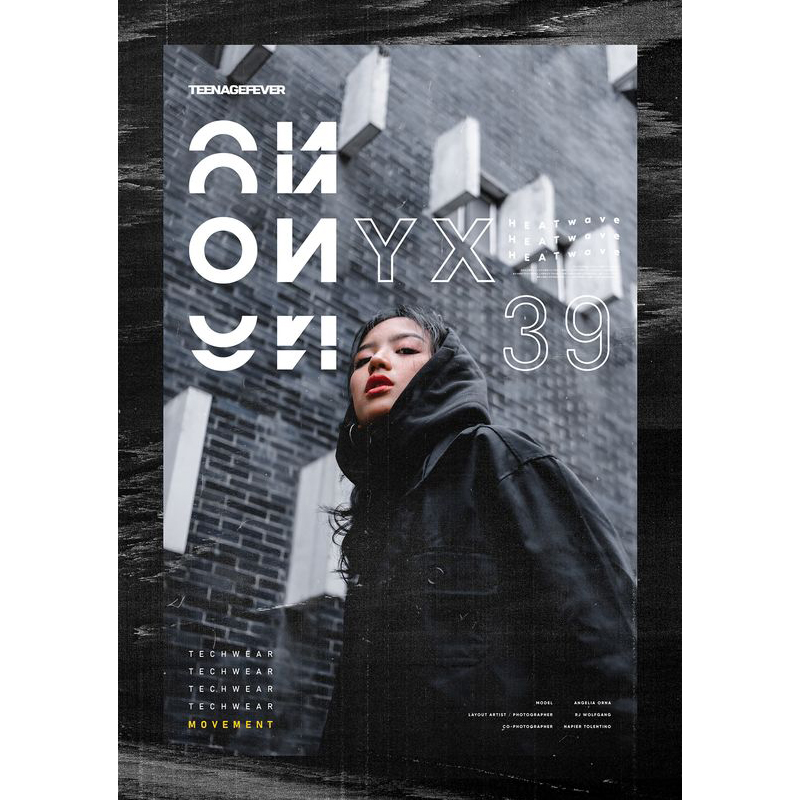 TEENAGEFEVER
OИYX
HEATwave
HEATwave
HEATwave
39
TECHWEAR
TECHWEAR
TECHWEAR
TECHWEAR
MOVEMENT
MODEL ANGELIA ORNA
LAYOUT ARTIST / PHOTOGRAPHER RJ WOLFGANG
CO-PHOTOGRAPHER NAPIER TOLENTINO